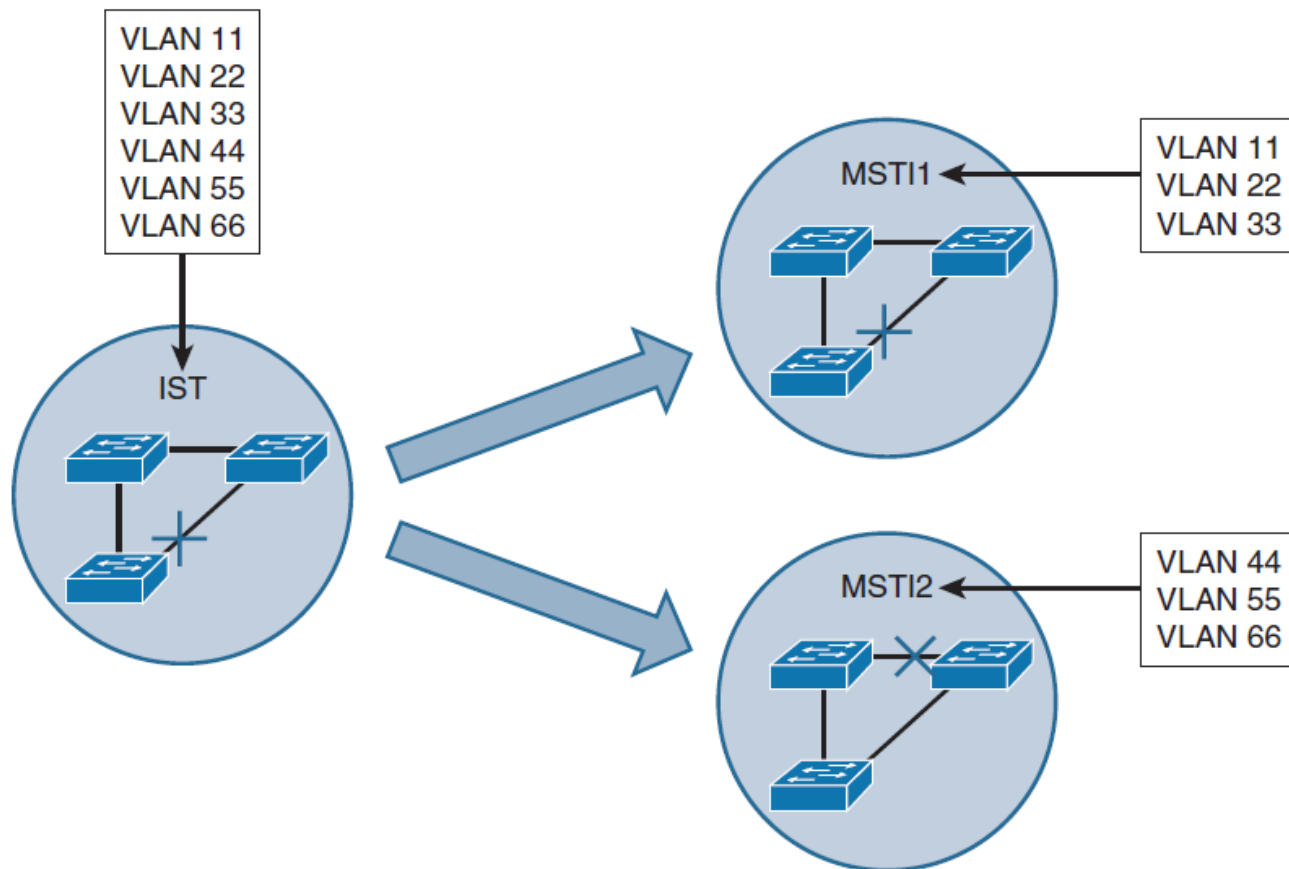 VLAN 11
VLAN 22
VLAN 33
VLAN 44
VLAN 55
VLAN 66
IST
MSTI1
VLAN 11
VLAN 22
VLAN 33
MSTI2
VLAN 44
VLAN 55
VLAN 66